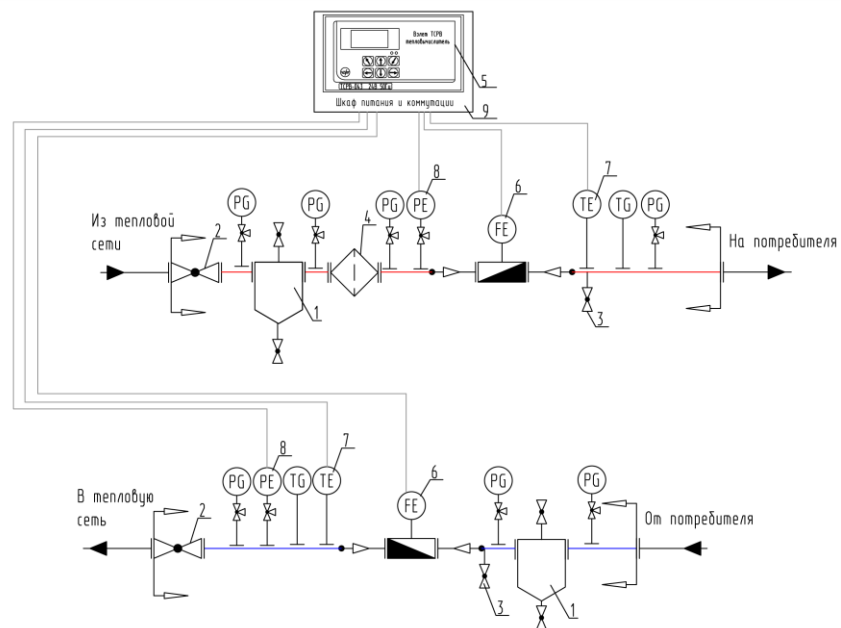 Взлет ТСРВ
тепловычислитель
5
Шкаф питания и коммутации
9
8
6
7
PG
PG
PG
PE
FE
TE
TG
PG
4
Из тепловой
сети
2
На потребителя
1
3
8
7
6
PG
PE
TG
TE
FE
PG
PG
В тепловую
сеть
2
От потребителя
3
1